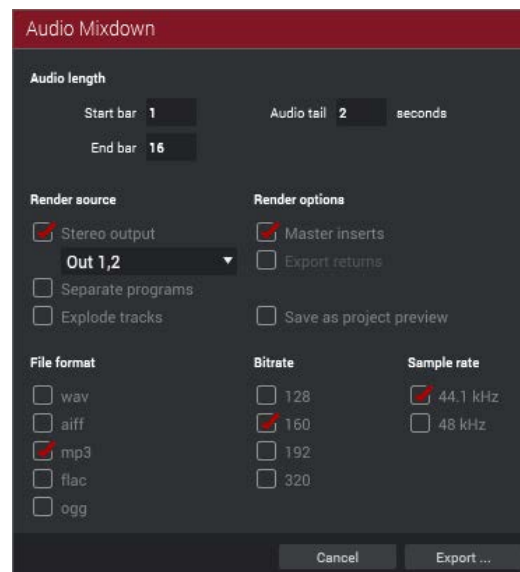 Audio Mixdown
Audio length
Start bar 1 Audio tail 2 seconds
End bar 16
Render source Render options
Stereo output Master inserts
Out 1,2 Export returns
Separate programs
Explode tracks Save as project preview
File format Bitrate Sample rate
wav 128 44.1 kHz
aiff 160 48 kHz
mp3 192
flac 320
ogg
Cancel Export ...